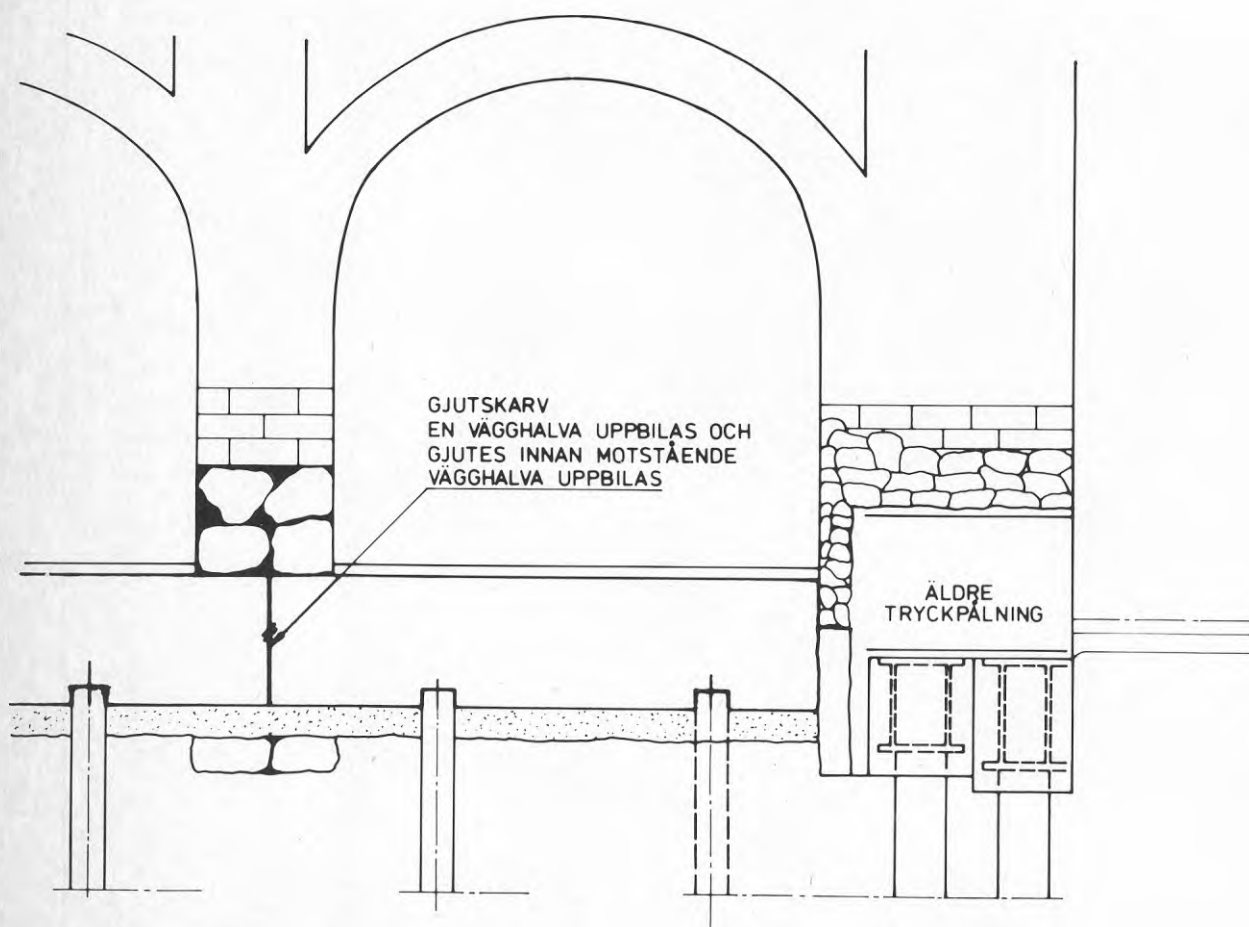 GJUTSKARV
EN VÄGGHALVA UPPBILAS OCH
GJUTES INNAN MOTSTÅENDE
VÄGGHALVA UPPBILAS
ÄLDRE
TRYCKPÅLNING